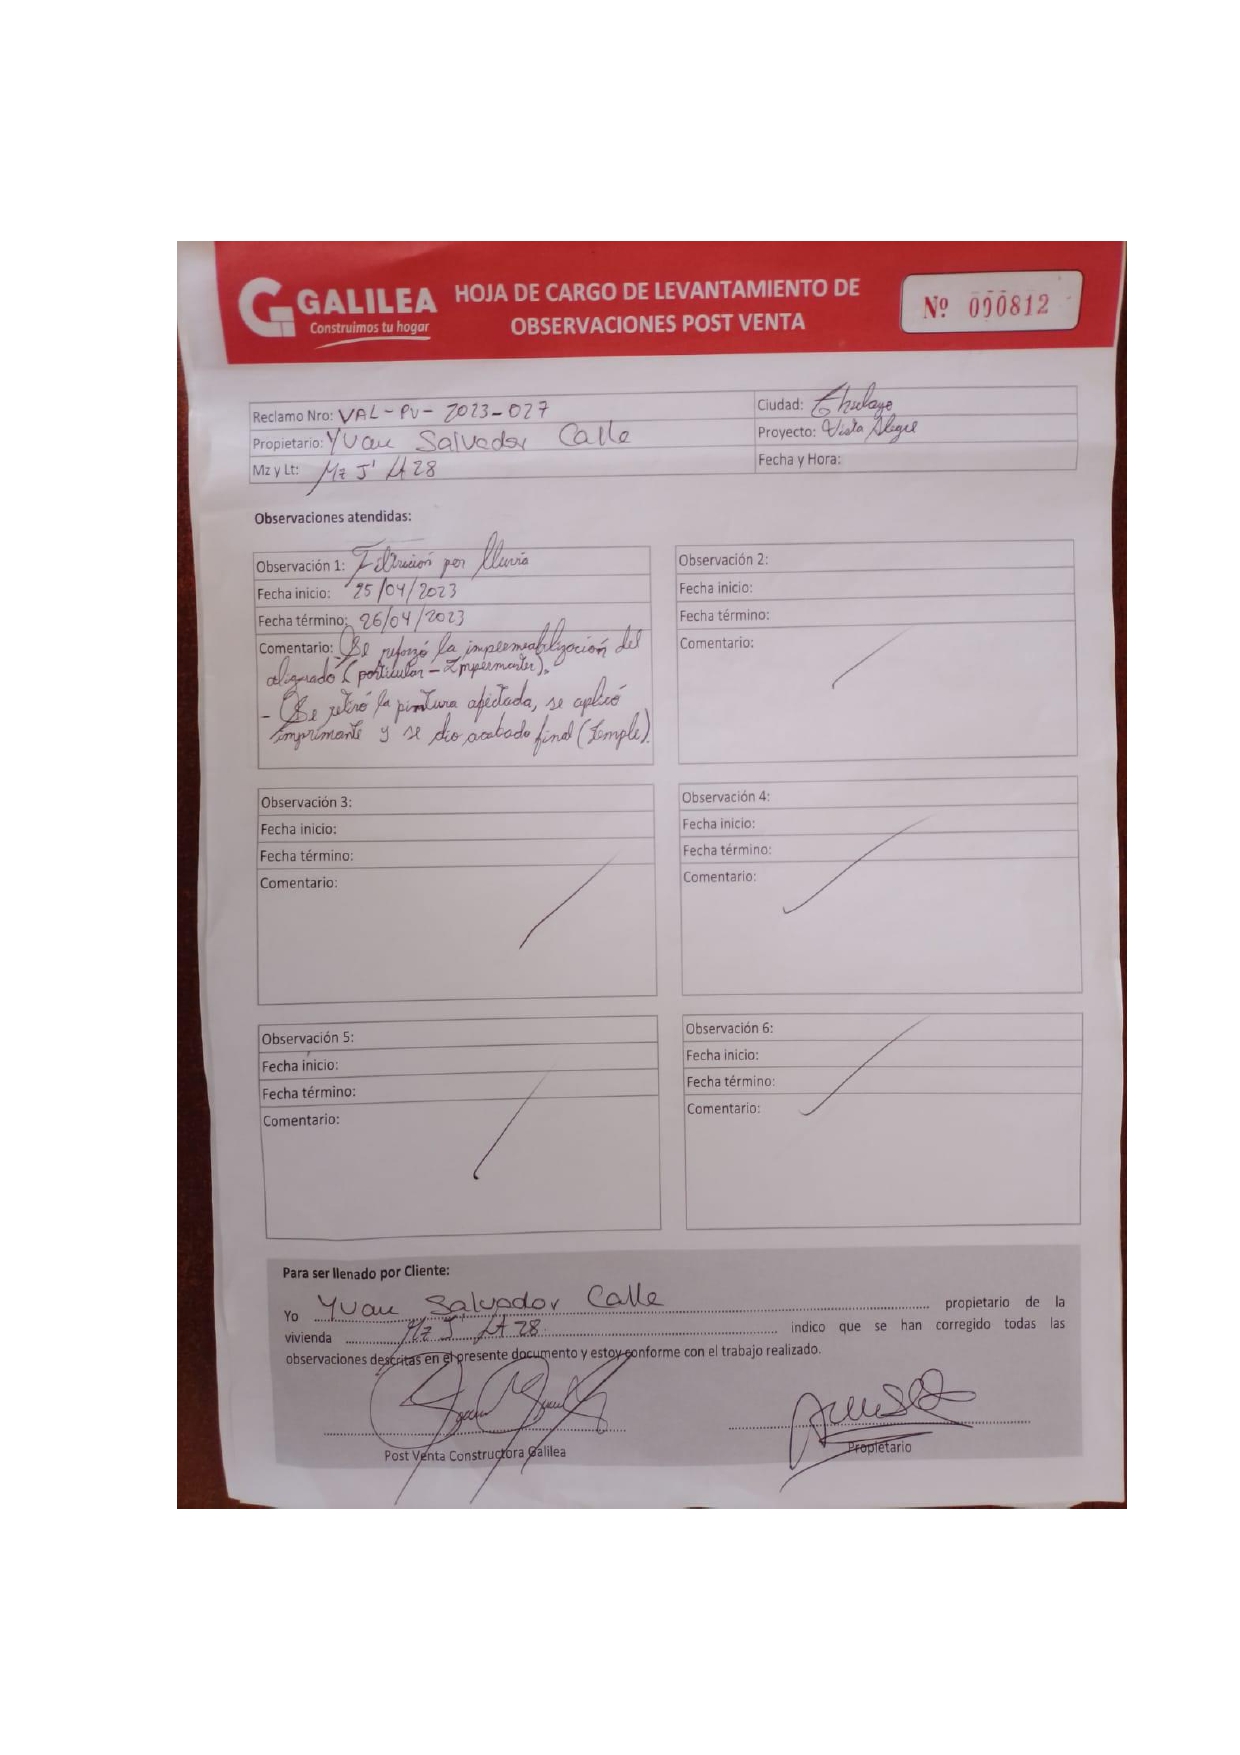 GALILEA
Construimos tu hogar
HOJA DE CARGO DE LEVANTAMIENTO DE
OBSERVACIONES POST VENTA
Nº 000812
Reclamo Nro: VAL-PV-2023-027
Ciudad: Chiclayo
Propietario: Yvan Salvador Calle
Proyecto: Vista Alegre
Mz y Lt: Mz J' Lt 28
Fecha y Hora:
Observaciones atendidas:
Observación 1: Filtración por lluvia
Fecha inicio: 25/04/2023
Fecha término: 26/04/2023
Comentario: - Se reforzó la impermeabilización del
aligerado (particular-
- Se retiró la pintura afectada, se aplicó
imprimante y se dio acabado final (temple).
Observación 2:
Fecha inicio:
Fecha término:
Comentario:
Observación 3:
Fecha inicio:
Fecha término:
Comentario:
Observación 4:
Fecha inicio:
Fecha término:
Comentario:
Observación 5:
Fecha inicio:
Fecha término:
Comentario:
Observación 6:
Fecha inicio:
Fecha término:
Comentario:
Para ser llenado por Cliente:
Yo Yvan Salvador Calle propietario de la
vivienda Mz J' Lt 28 indico que se han corregido todas las
observaciones descritas en el presente documento y estoy conforme con el trabajo realizado.
Post Venta Constructora Galilea
Propietario